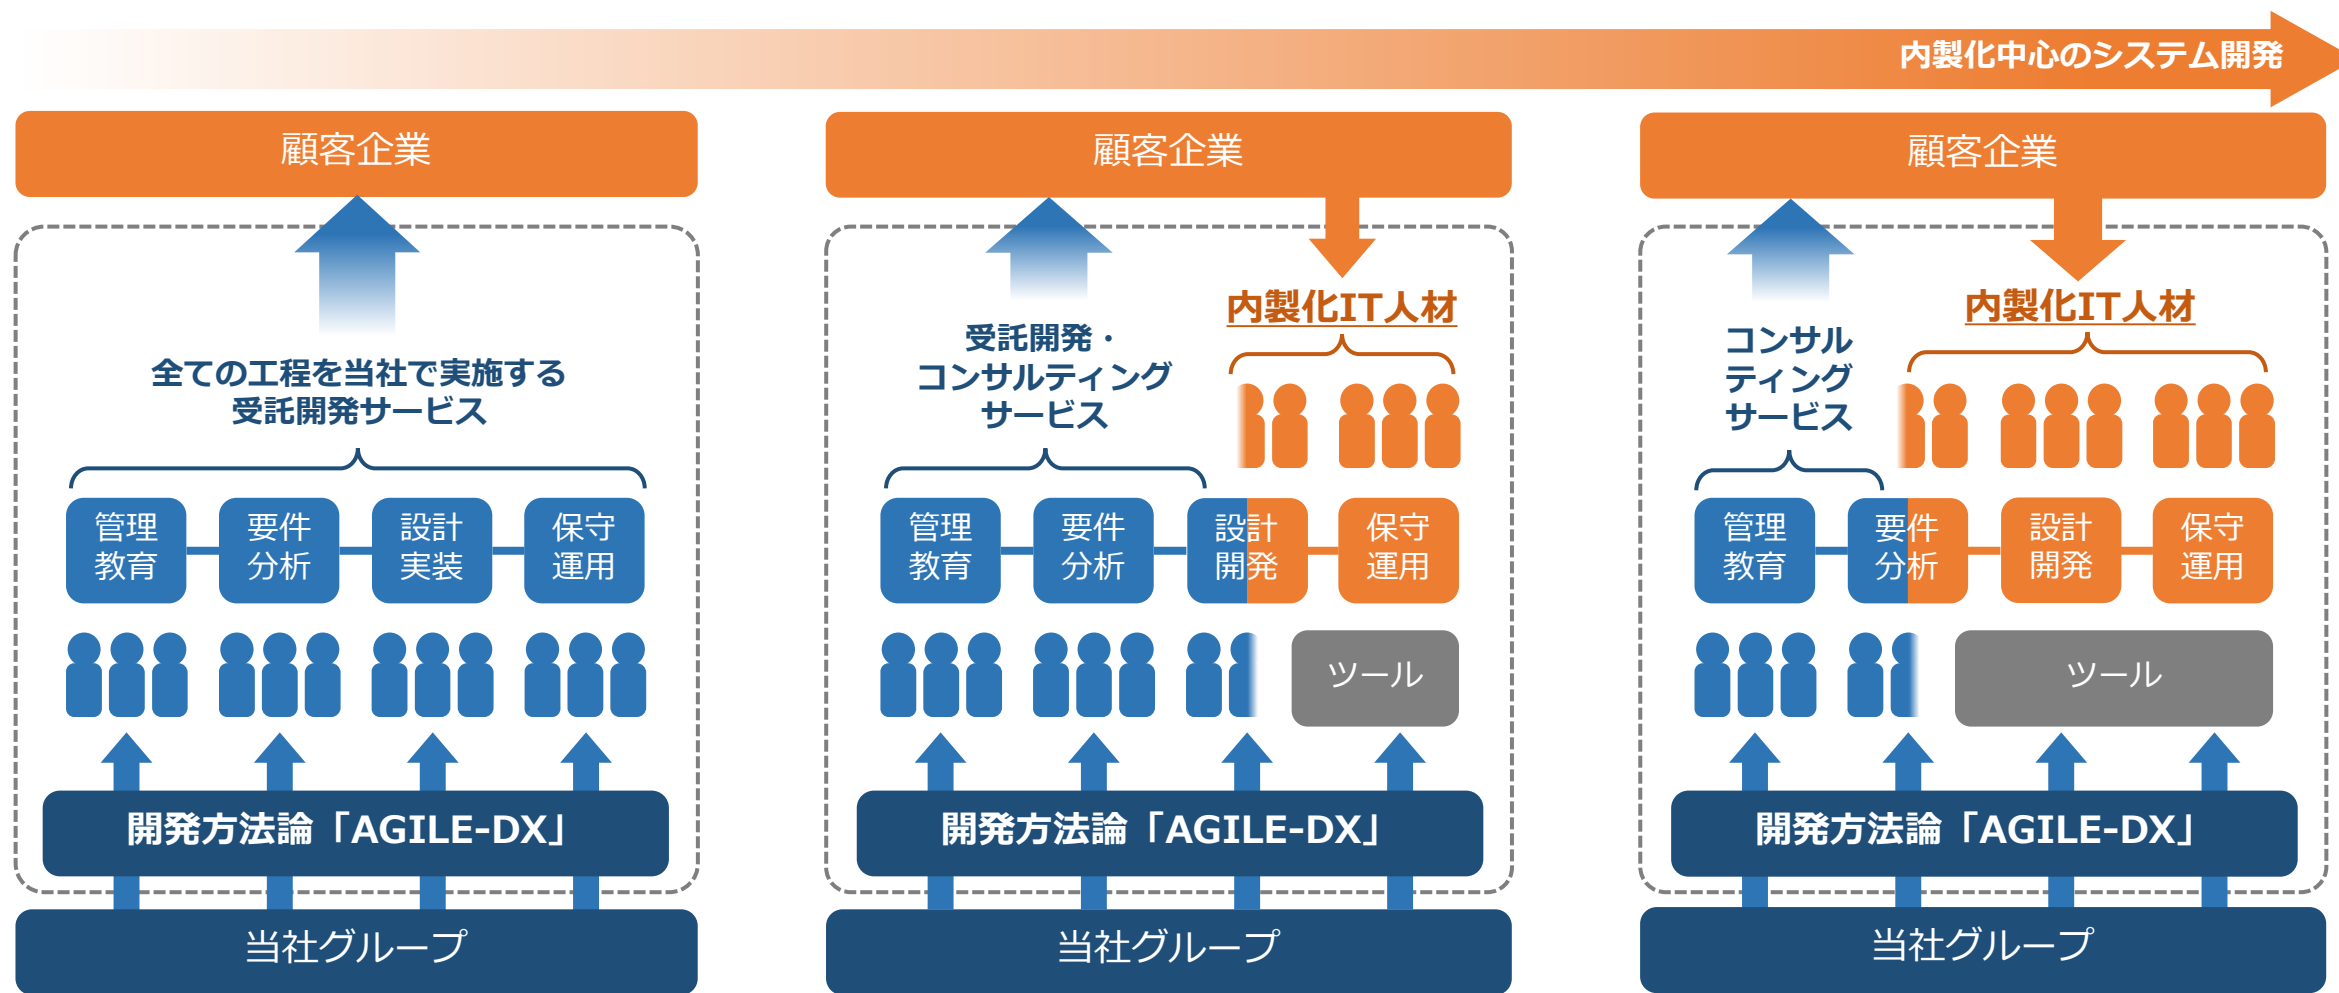 内製化中心のシステム開発
顧客企業
全ての工程を当社で実施する
受託開発サービス
管理
教育
要件
分析
設計
実装
保守
運用
開発方法論「AGILE-DX」
当社グループ
顧客企業
受託開発・
コンサルティング
サービス
内製化IT人材
管理
教育
要件
分析
設計
開発
保守
運用
ツール
開発方法論「AGILE-DX」
当社グループ
顧客企業
コンサル
ティング
サービス
内製化IT人材
管理
教育
要件
分析
設計
開発
保守
運用
ツール
開発方法論「AGILE-DX」
当社グループ